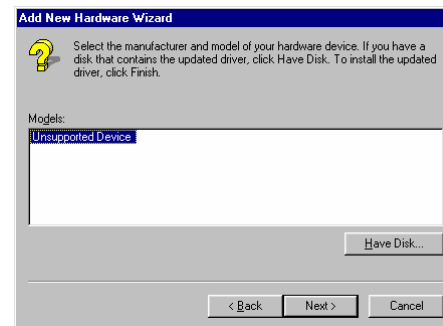 Add New Hardware Wizard
Select the manufacturer and model of your hardware device. If you have a
disk that contains the updated driver, click Have Disk. To install the updated
driver, click Finish.
Models:
Unsupported Device
Have Disk...
< Back Next > Cancel